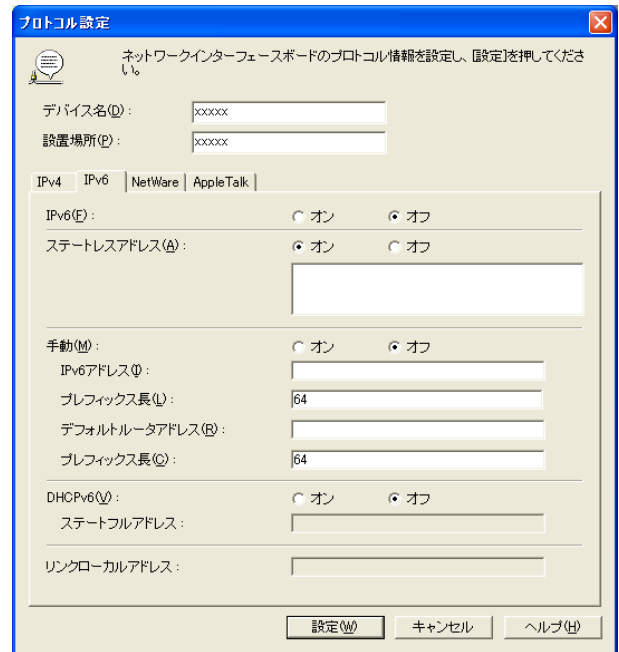 プロトコル設定
ネットワークインターフェースボードのプロトコル情報を設定し、[設定]を押してくださ
い。
デバイス名(D): xxxxx
設置場所(P): xxxxx
IPv4 IPv6 NetWare AppleTalk
IPv6(F): オン オフ
ステートレスアドレス(A): オン オフ
手動(M): オン オフ
IPv6アドレス(I):
プレフィックス長(L): 64
デフォルトルータアドレス(R):
プレフィックス長(C): 64
DHCPv6(V): オン オフ
ステートフルアドレス:
リンクローカルアドレス:
設定(W) キャンセル ヘルプ(H)